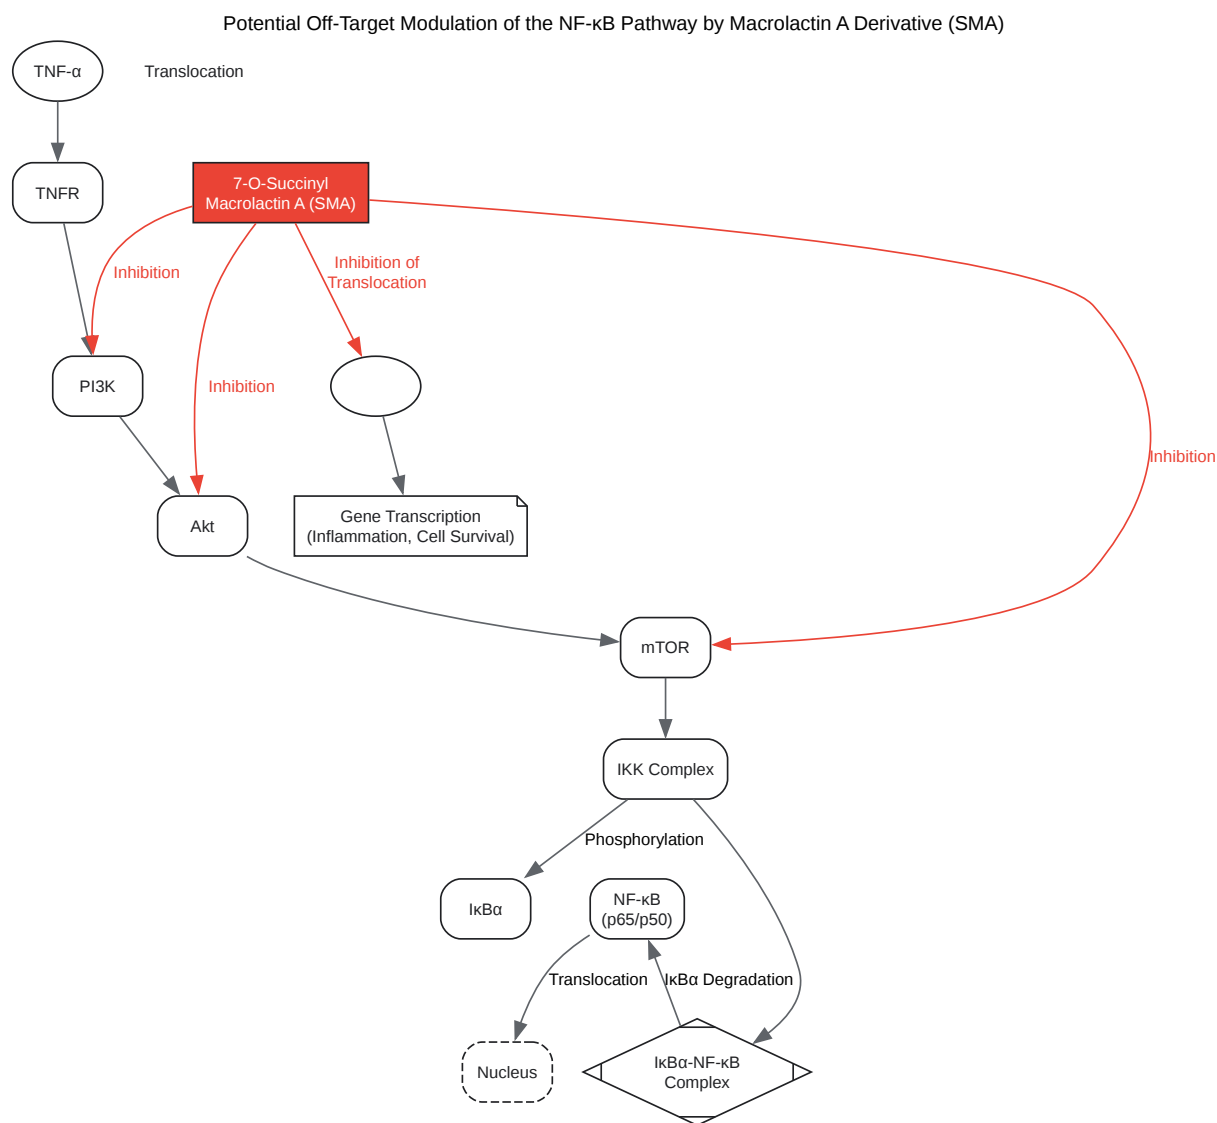 Potential Off-Target Modulation of the NF-κB Pathway by Macrolactin A Derivative (SMA)
TNF-α
Translocation
TNFR
7-O-Succinyl
Macrolactin A (SMA)
Inhibition
Inhibition of
Translocation
PI3K
Inhibition
Inhibition
Akt
Gene Transcription
(Inflammation, Cell Survival)
mTOR
IKK Complex
Phosphorylation
IκBα
NF-κB
(p65/p50)
Translocation
IκBα Degradation
Nucleus
IκBα-NF-κB
Complex